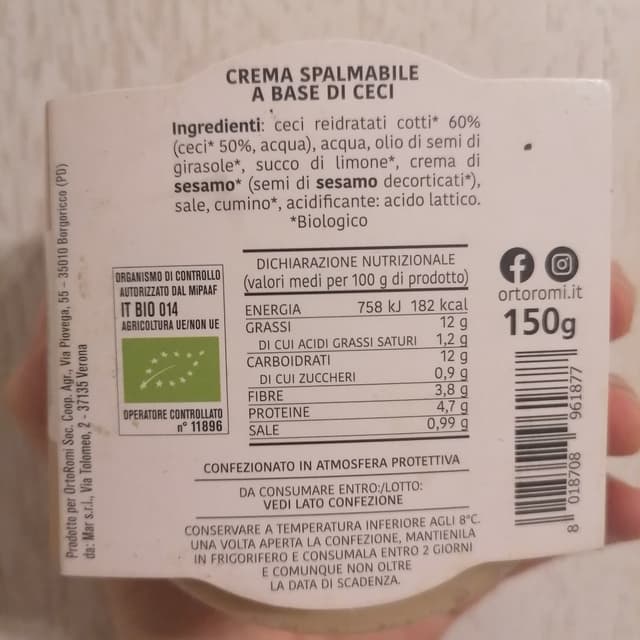 CREMA SPALMABILE
A BASE DI CECI
Ingredienti: ceci reidratati cotti* 60%
(ceci* 50%, acqua), acqua, olio di semi di
girasole*, succo di limone*, crema di
sesamo* (semi di sesamo decorticati*),
sale, cumino*, acidificante: acido lattico.
*Biologico
Prodotto per OrtoRomi Soc. Coop. Agr., Via Piovega, 55 - 35010 Borgoricco (PD)
da: Mar s.r.l., Via Tolomeo, 2 - 37135 Verona
ORGANISMO DI CONTROLLO
AUTORIZZATO DAL MIPAAF
IT BIO 014
AGRICOLTURA UE/NON UE
OPERATORE CONTROLLATO
n° 11896
DICHIARAZIONE NUTRIZIONALE
(valori medi per 100 g di prodotto)
ENERGIA 758 kJ 182 kcal
GRASSI 12 g
DI CUI ACIDI GRASSI SATURI 1,2 g
CARBOIDRATI 12 g
DI CUI ZUCCHERI 0,9 g
FIBRE 3,8 g
PROTEINE 4,7 g
SALE 0,99 g
ortoromi.it
150g
8 018708 961877
CONFEZIONATO IN ATMOSFERA PROTETTIVA
DA CONSUMARE ENTRO:/LOTTO:
VEDI LATO CONFEZIONE
CONSERVARE A TEMPERATURA INFERIORE AGLI 8°C.
UNA VOLTA APERTA LA CONFEZIONE, MANTIENILA
IN FRIGORIFERO E CONSUMALA ENTRO 2 GIORNI
E COMUNQUE NON OLTRE
LA DATA DI SCADENZA.